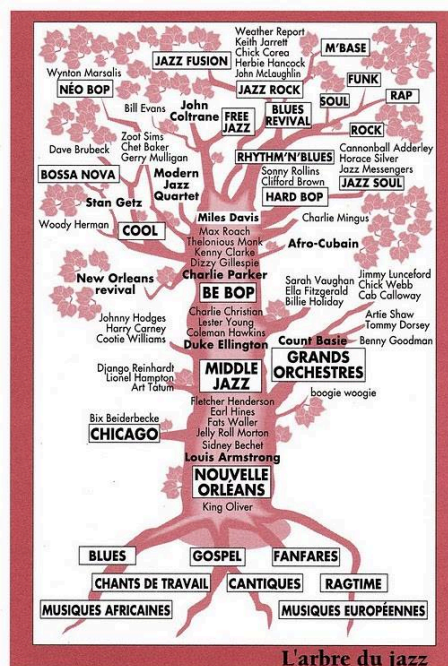 Weather Report
Keith Jarrett
Chick Corea
Herbie Hancock
John McLaughlin
M'BASE
JAZZ FUSION
JAZZ ROCK
FUNK
Wynton Marsalis
NÉO BOP
Bill Evans
John
Coltrane
FREE
JAZZ
BLUES
REVIVAL
SOUL
RAP
ROCK
Dave Brubeck
Zoot Sims
Chet Baker
Gerry Mulligan
RHYTHM'N'BLUES
Cannonball Adderley
Horace Silver
Jazz Messengers
JAZZ SOUL
BOSSA NOVA
Modern
Jazz
Quartet
Sonny Rollins
Clifford Brown
HARD BOP
Stan Getz
Woody Herman
COOL
Miles Davis
Charlie Mingus
Max Roach
Thelonious Monk
Kenny Clarke
Dizzy Gillespie
Afro-Cubain
New Orleans
revival
Charlie Parker
BE BOP
Sarah Vaughan
Ella Fitzgerald
Billie Holiday
Jimmy Lunceford
Chick Webb
Cab Calloway
Johnny Hodges
Harry Carney
Cootie Williams
Charlie Christian
Lester Young
Coleman Hawkins
Duke Ellington
Artie Shaw
Tommy Dorsey
Count Basie
Benny Goodman
GRANDS
ORCHESTRES
Django Reinhardt
Lionel Hampton
Art Tatum
MIDDLE
JAZZ
boogie woogie
Fletcher Henderson
Earl Hines
Fats Waller
Jelly Roll Morton
Sidney Bechet
Bix Beiderbecke
CHICAGO
Louis Armstrong
NOUVELLE
ORLÉANS
King Oliver
BLUES
GOSPEL
FANFARES
CHANTS DE TRAVAIL
CANTIQUES
RAGTIME
MUSIQUES AFRICAINES
MUSIQUES EUROPÉENNES
L'arbre du jazz